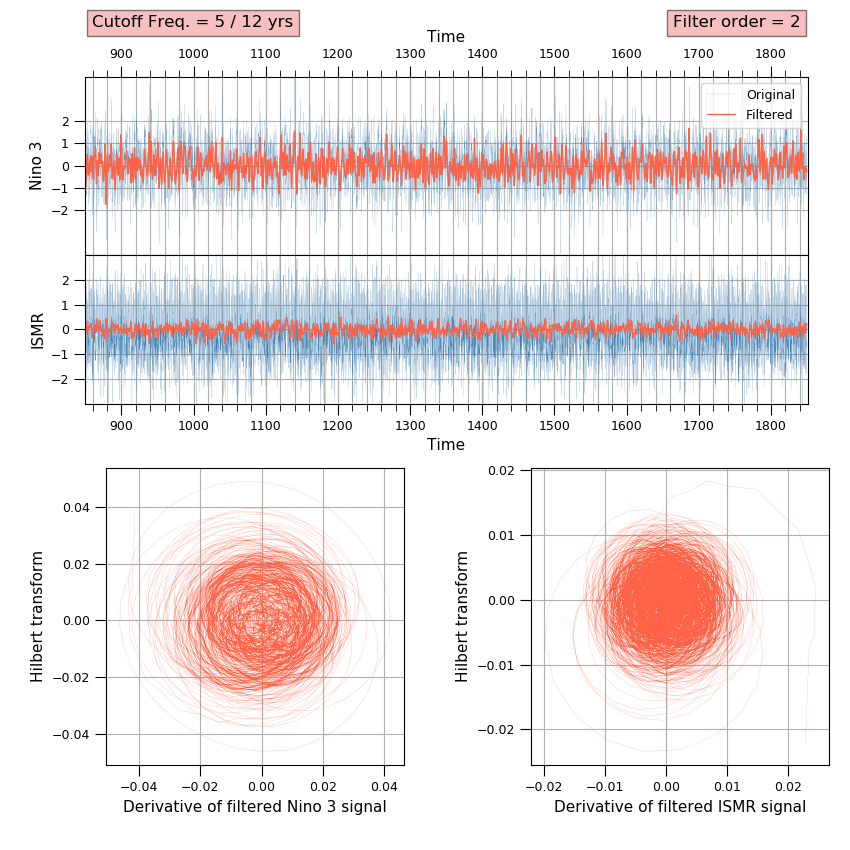 Cutoff Freq. = 5 / 12 yrs
Filter order = 2
Time
900 1000 1100 1200 1300 1400 1500 1600 1700 1800
Original
Filtered
Nino 3
2
1
0
−1
−2
ISMR
2
1
0
−1
−2
900 1000 1100 1200 1300 1400 1500 1600 1700 1800
Time
Hilbert transform
0.04
0.02
0.00
−0.02
−0.04
−0.04 −0.02 0.00 0.02 0.04
Derivative of filtered Nino 3 signal
Hilbert transform
0.02
0.01
0.00
−0.01
−0.02
−0.02 −0.01 0.00 0.01 0.02
Derivative of filtered ISMR signal